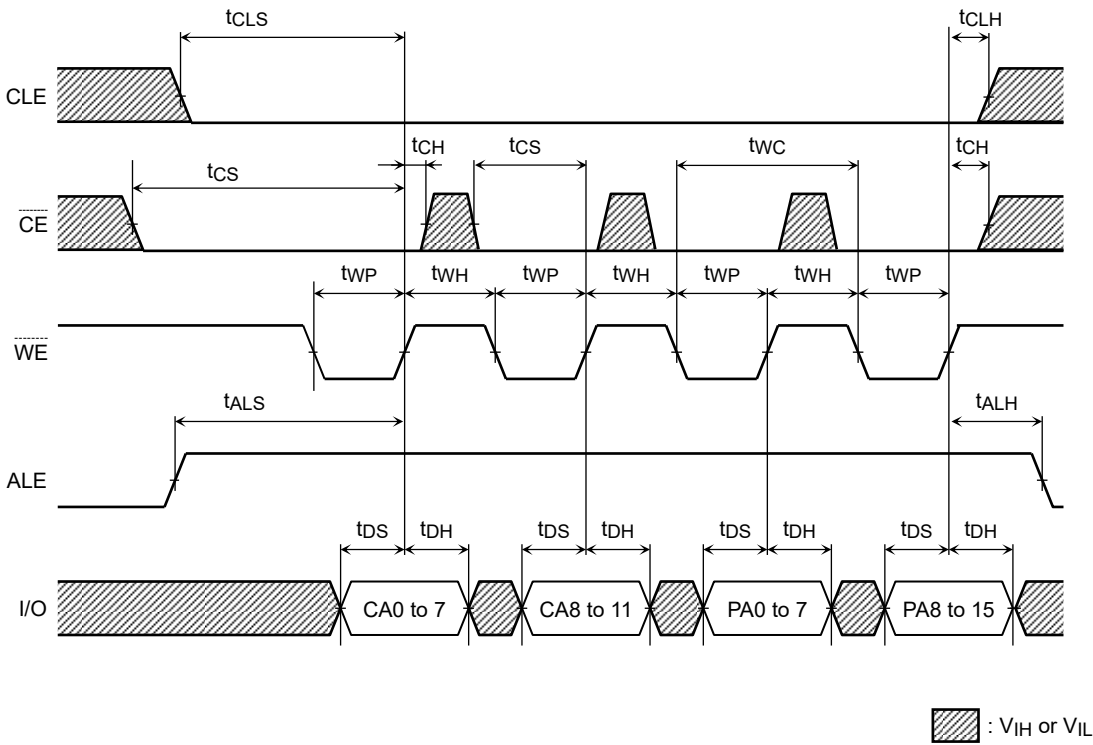 tCLS
tCLH
CLE
tCH
tCS
tWC
tCH
tCS
CE
tWP
tWH
tWP
tWH
tWP
tWH
tWP
WE
tALS
tALH
ALE
tDS
tDH
tDS
tDH
tDS
tDH
tDS
tDH
I/O
CA0 to 7
CA8 to 11
PA0 to 7
PA8 to 15
: VIH or VIL